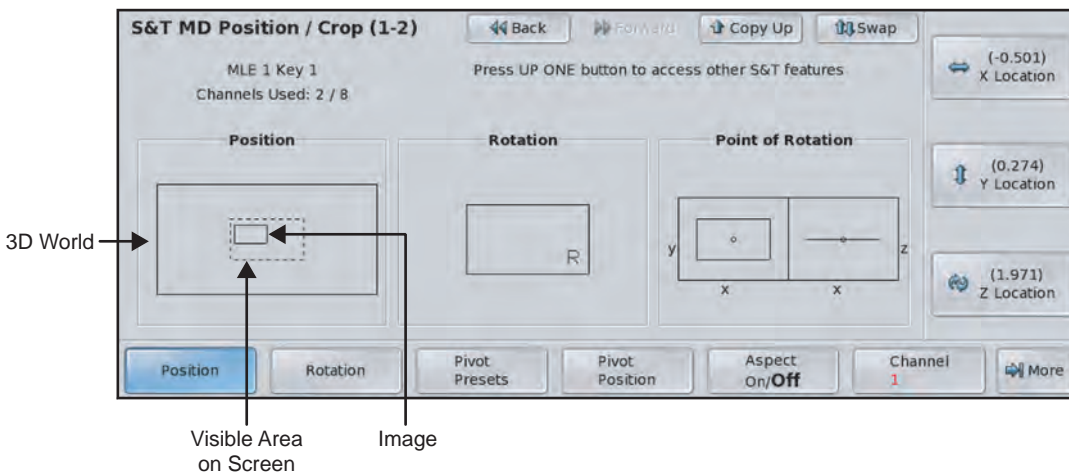 S&T MD Position / Crop (1-2)
Back
Forward
Copy Up
Swap
MLE 1 Key 1
Channels Used: 2 / 8
Press UP ONE button to access other S&T features
(-0.501)
X Location
Position
Rotation
Point of Rotation
(0.274)
Y Location
3D World
R
y
z
x
x
(1.971)
Z Location
Position
Rotation
Pivot
Presets
Pivot
Position
Aspect
On/Off
Channel
1
More
Visible Area
on Screen
Image